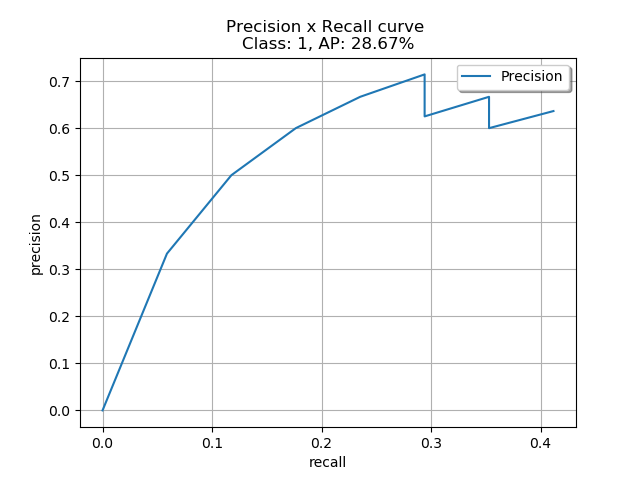 Precision x Recall curve
Class: 1, AP: 28.67%
Precision
0.7
0.6
0.5
0.4
0.3
0.2
0.1
0.0
precision
0.0 0.1 0.2 0.3 0.4
recall